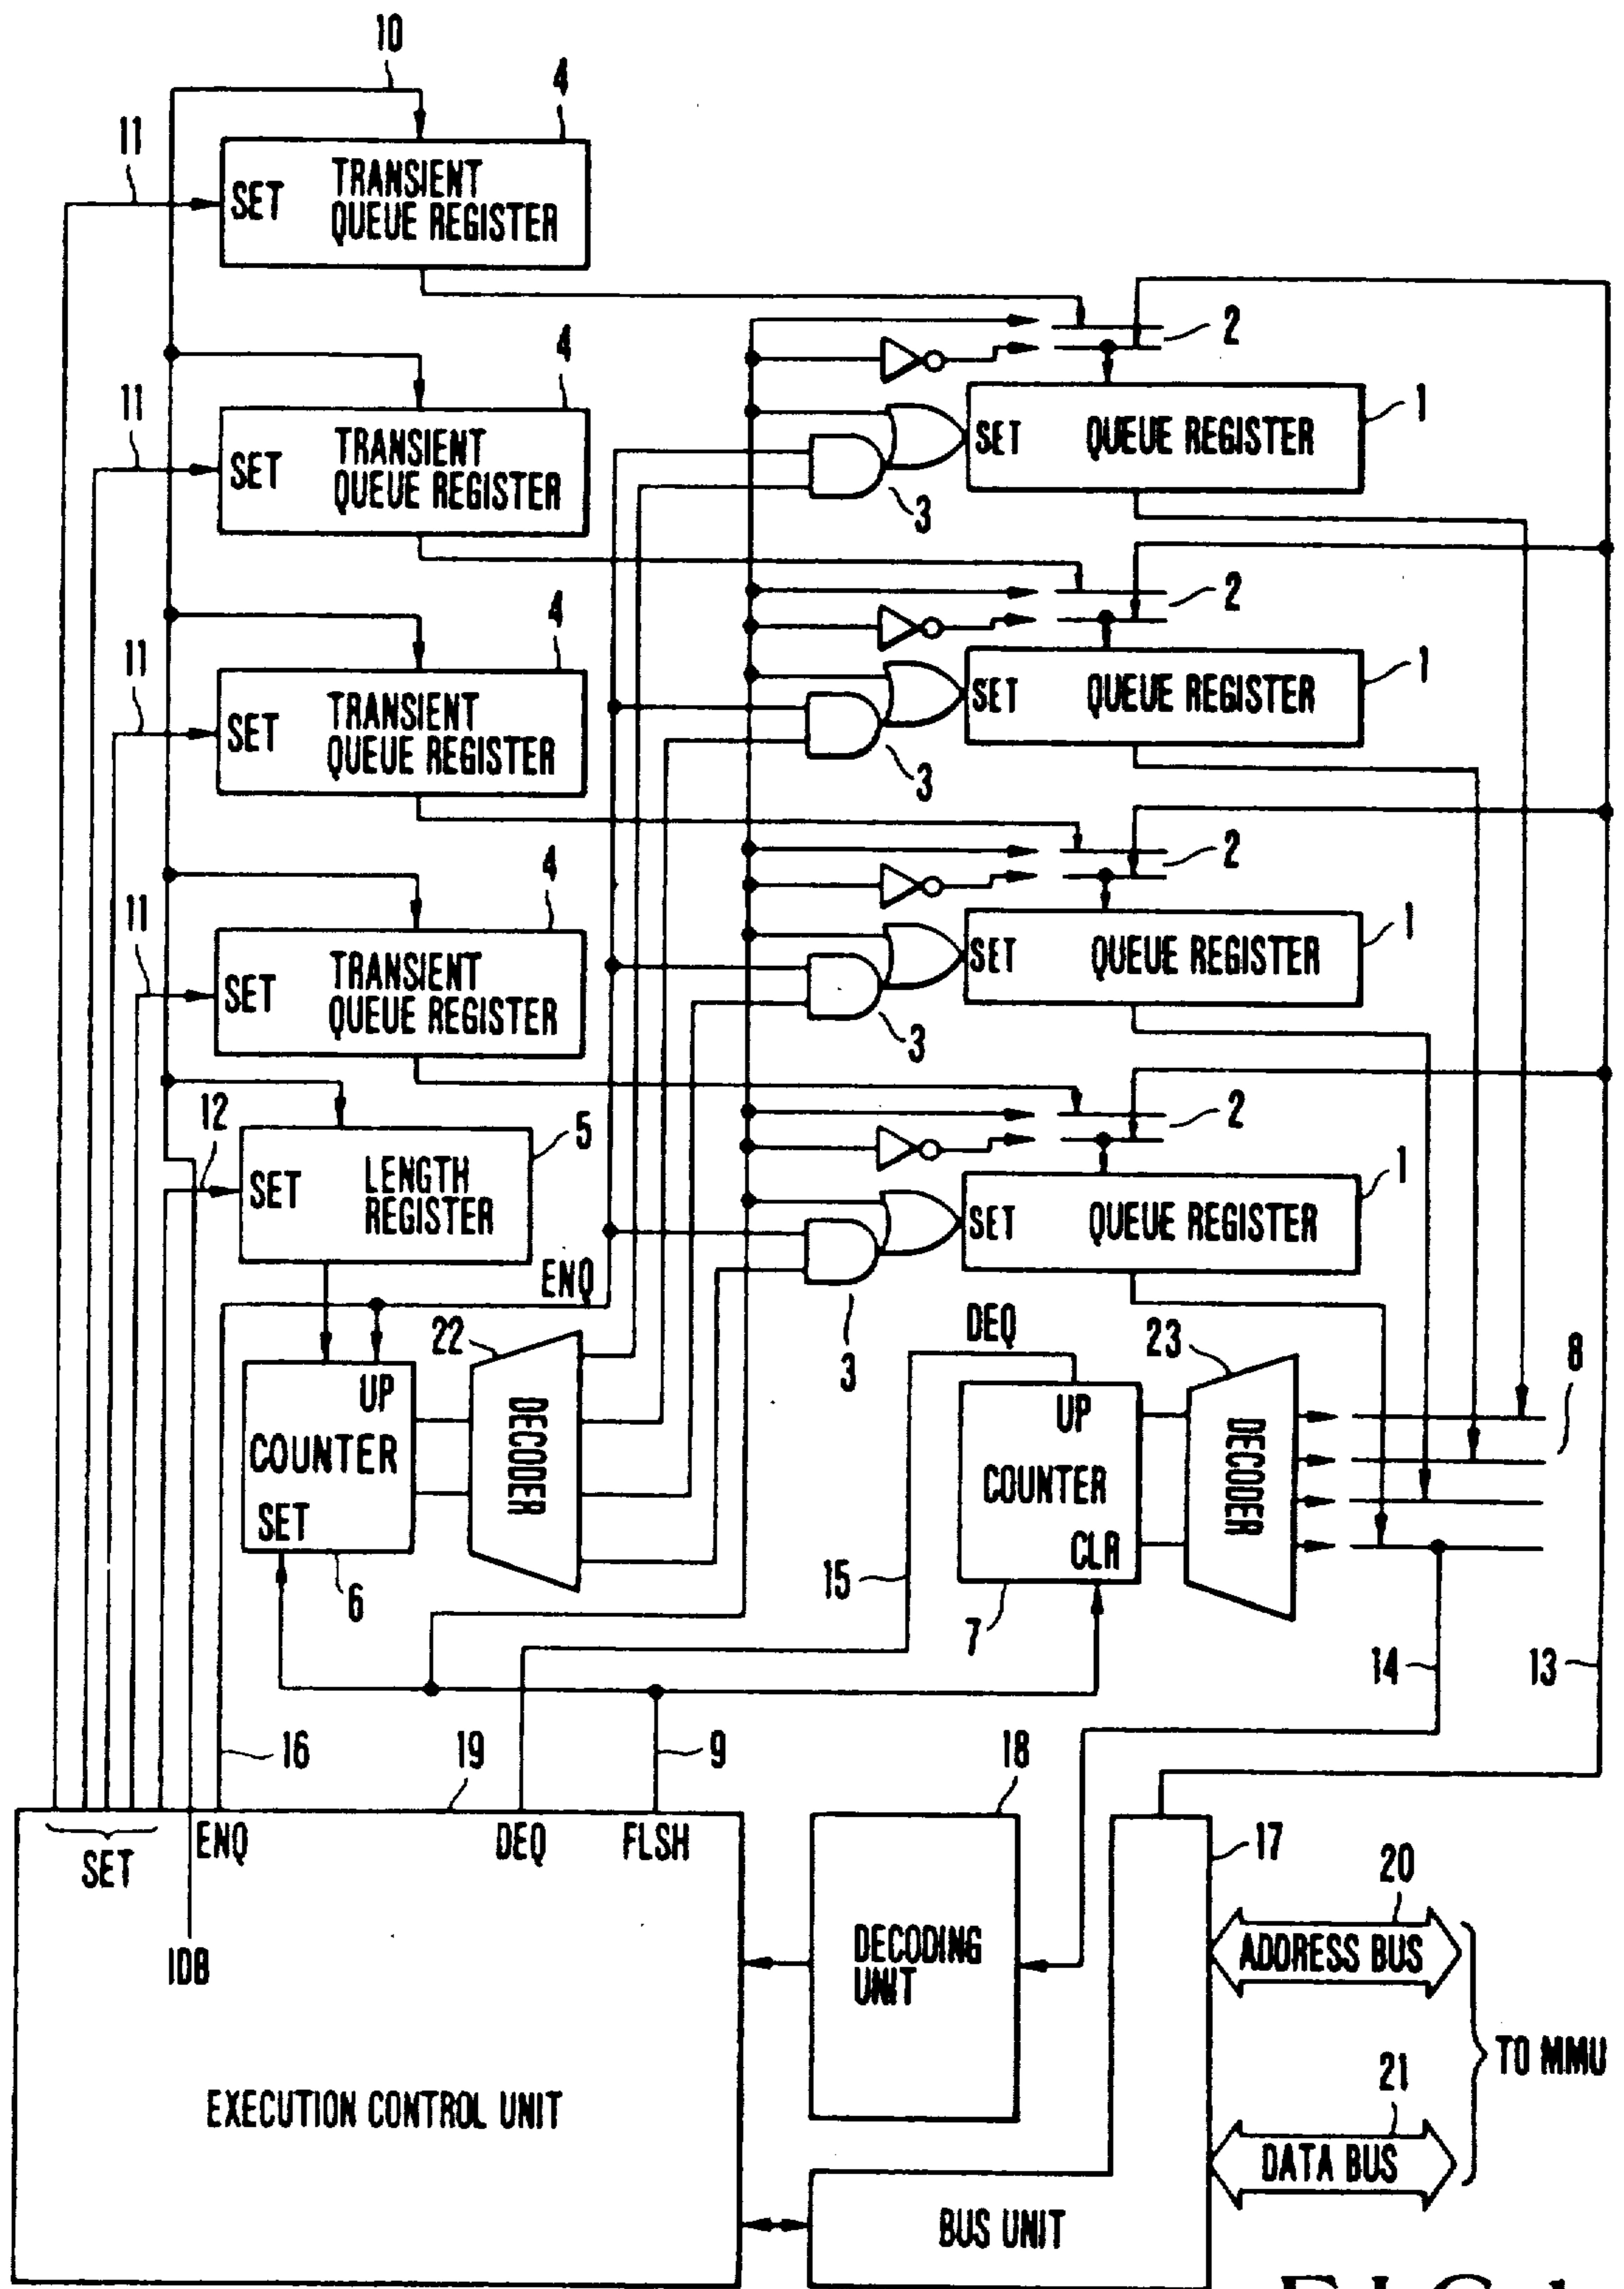 10
4
11
SET
TRANSIENT
QUEUE REGISTER
2
4
11
SET
TRANSIENT
QUEUE REGISTER
SET
QUEUE REGISTER
1
3
2
4
11
SET
TRANSIENT
QUEUE REGISTER
SET
QUEUE REGISTER
1
3
2
4
11
SET
TRANSIENT
QUEUE REGISTER
SET
QUEUE REGISTER
1
3
2
12
5
SET
LENGTH
REGISTER
SET
QUEUE REGISTER
1
3
ENQ
22
UP
COUNTER
SET
6
DECODER
DEQ
23
8
UP
COUNTER
CLR
7
DECODER
15
14
13
16
19
9
18
SET
ENQ
DEQ
FLSH
17
IDB
20
ADDRESS BUS
DECODING
UNIT
TO MMU
21
DATA BUS
EXECUTION CONTROL UNIT
BUS UNIT